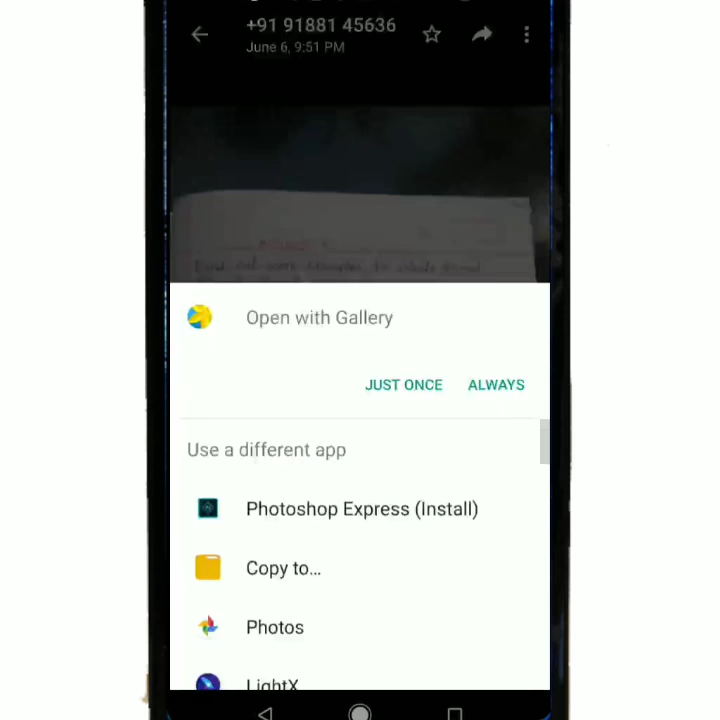 +91 91881 45636
June 6, 9:51 PM
Open with Gallery
JUST ONCE ALWAYS
Use a different app
Photoshop Express (Install)
Copy to...
Photos
LightX